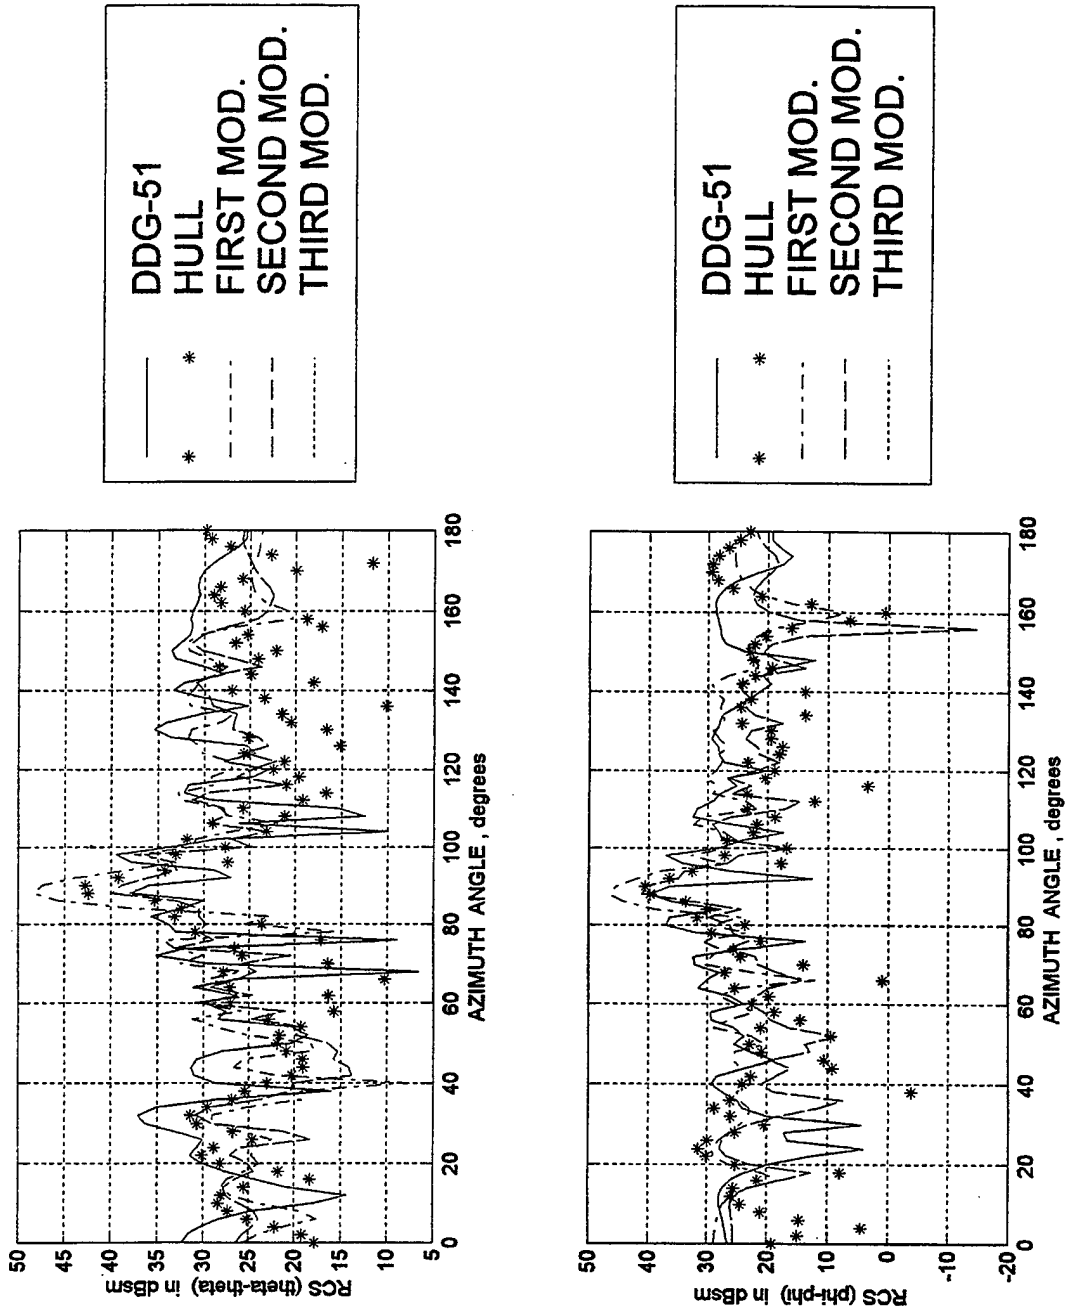 DDG-51
HULL
FIRST MOD.
SECOND MOD.
THIRD MOD.
50
45
40
35
30
25
20
15
10
5
RCS (theta-theta) in dBsm
0
20
40
60
80
100
120
140
160
180
AZIMUTH ANGLE , degrees
DDG-51
HULL
FIRST MOD.
SECOND MOD.
THIRD MOD.
50
40
30
20
10
0
-10
-20
RCS (phi-phi) in dBsm
0
20
40
60
80
100
120
140
160
180
AZIMUTH ANGLE , degrees